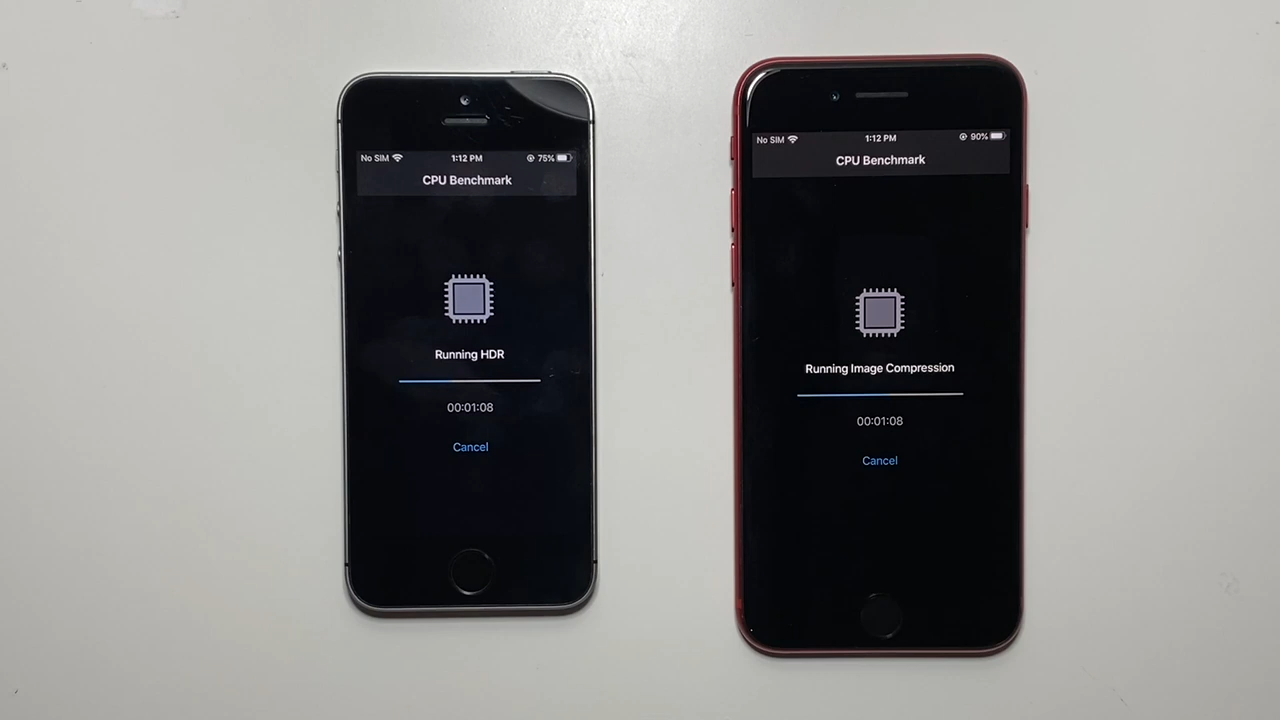 No SIM 1:12 PM 75%
CPU Benchmark
Running HDR
00:01:08
Cancel
No SIM 1:12 PM 90%
CPU Benchmark
Running Image Compression
00:01:08
Cancel